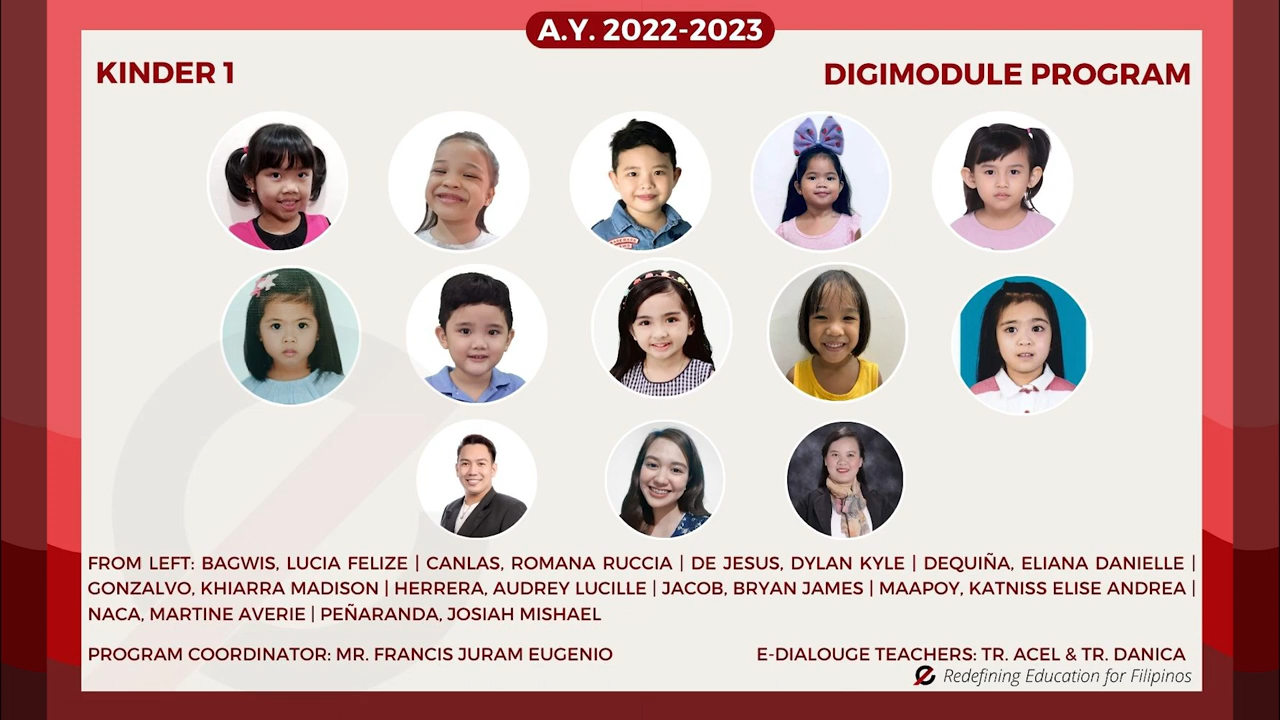 A.Y. 2022-2023
KINDER 1
DIGIMODULE PROGRAM
FROM LEFT: BAGWIS, LUCIA FELIZE | CANLAS, ROMANA RUCCIA | DE JESUS, DYLAN KYLE | DEQUIÑA, ELIANA DANIELLE |
GONZALVO, KHIARRA MADISON | HERRERA, AUDREY LUCILLE | JACOB, BRYAN JAMES | MAAPOY, KATNISS ELISE ANDREA |
NACA, MARTINE AVERIE | PEÑARANDA, JOSIAH MISHAEL
PROGRAM COORDINATOR: MR. FRANCIS JURAM EUGENIO
E-DIALOUGE TEACHERS: TR. ACEL & TR. DANICA
Redefining Education for Filipinos